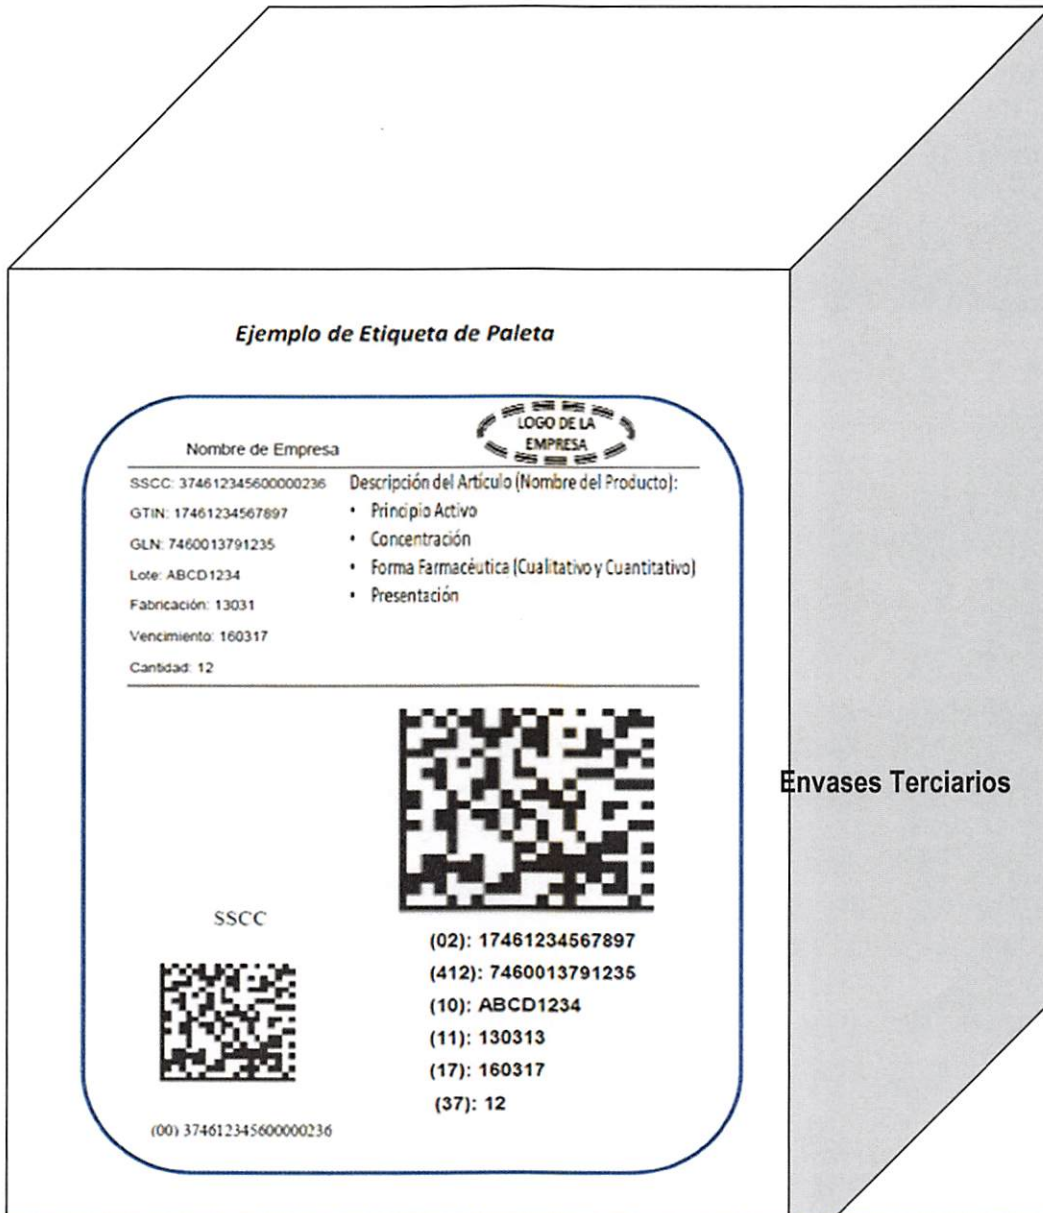 Ejemplo de Etiqueta de Paleta
LOGO DE LA
EMPRESA
Nombre de Empresa
SSCC: 374612345600000236
GTIN: 17461234567897
GLN: 7460013791235
Lote: ABCD1234
Fabricación: 13031
Vencimiento: 160317
Cantidad: 12
Descripción del Artículo (Nombre del Producto):
• Principio Activo
• Concentración
• Forma Farmacéutica (Cualitativo y Cuantitativo)
• Presentación
Envases Terciarios
SSCC
(00) 374612345600000236
(02): 17461234567897
(412): 7460013791235
(10): ABCD1234
(11): 130313
(17): 160317
(37): 12